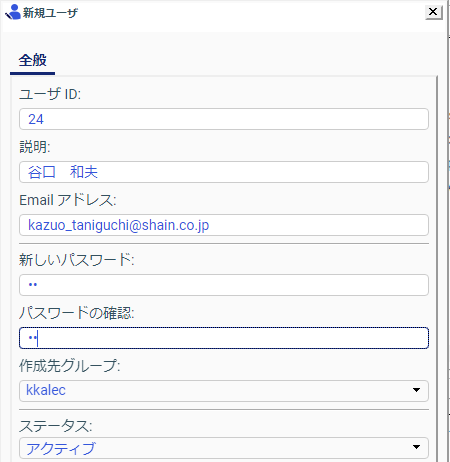 新規ユーザ
全般
ユーザ ID:
24
説明:
谷口　和夫
Email アドレス:
kazuo_taniguchi@shain.co.jp
新しいパスワード:
••
パスワードの確認:
••
作成先グループ:
kkalec
ステータス:
アクティブ